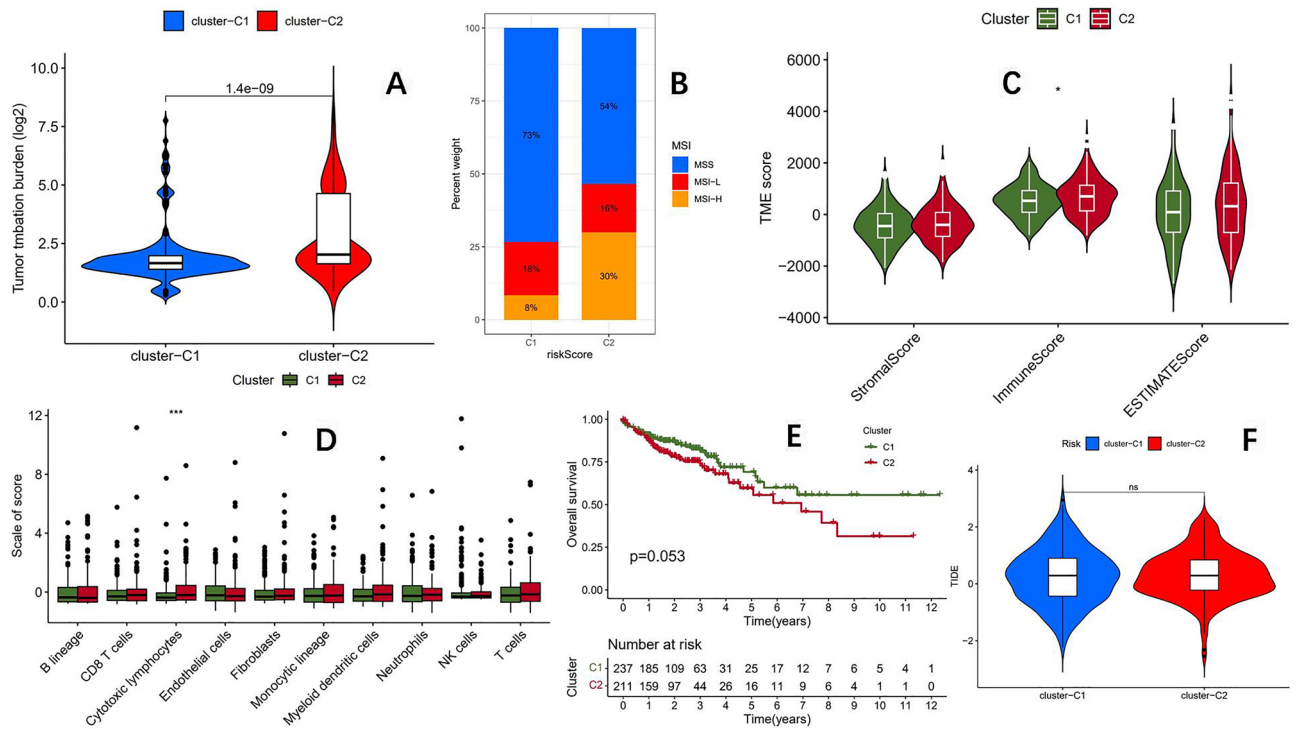 cluster-C1 cluster-C2
A
Tumor tmbation burden (log2)
10.0
7.5
5.0
2.5
0.0
1.4e-09
cluster-C1 cluster-C2
B
Percent weight
100
75
50
25
0
73%
18%
8%
54%
16%
30%
C1 C2
riskScore
MSI
MSS
MSI-L
MSI-H
Cluster C1 C2
C
*
TME score
6000
4000
2000
0
−2000
−4000
StromalScore
ImmuneScore
ESTIMATEScore
Cluster C1 C2
D
***
Scale of score
12
8
4
0
B lineage
CD8 T cells
Cytotoxic lymphocytes
Endothelial cells
Fibroblasts
Monocytic lineage
Myeloid dendritic cells
Neutrophils
NK cells
T cells
E
Cluster
C1
C2
Overall survival
1.00
0.75
0.50
0.25
0.00
p=0.053
0 1 2 3 4 5 6 7 8 9 10 11 12
Time(years)
Number at risk
Cluster
C1 237 185 109 63 31 25 17 12 7 6 5 4 1
C2 211 159 97 44 26 16 11 9 6 4 1 1 0
0 1 2 3 4 5 6 7 8 9 10 11 12
Time(years)
F
Risk cluster-C1 cluster-C2
TIDE
4
2
0
−2
ns
cluster-C1 cluster-C2